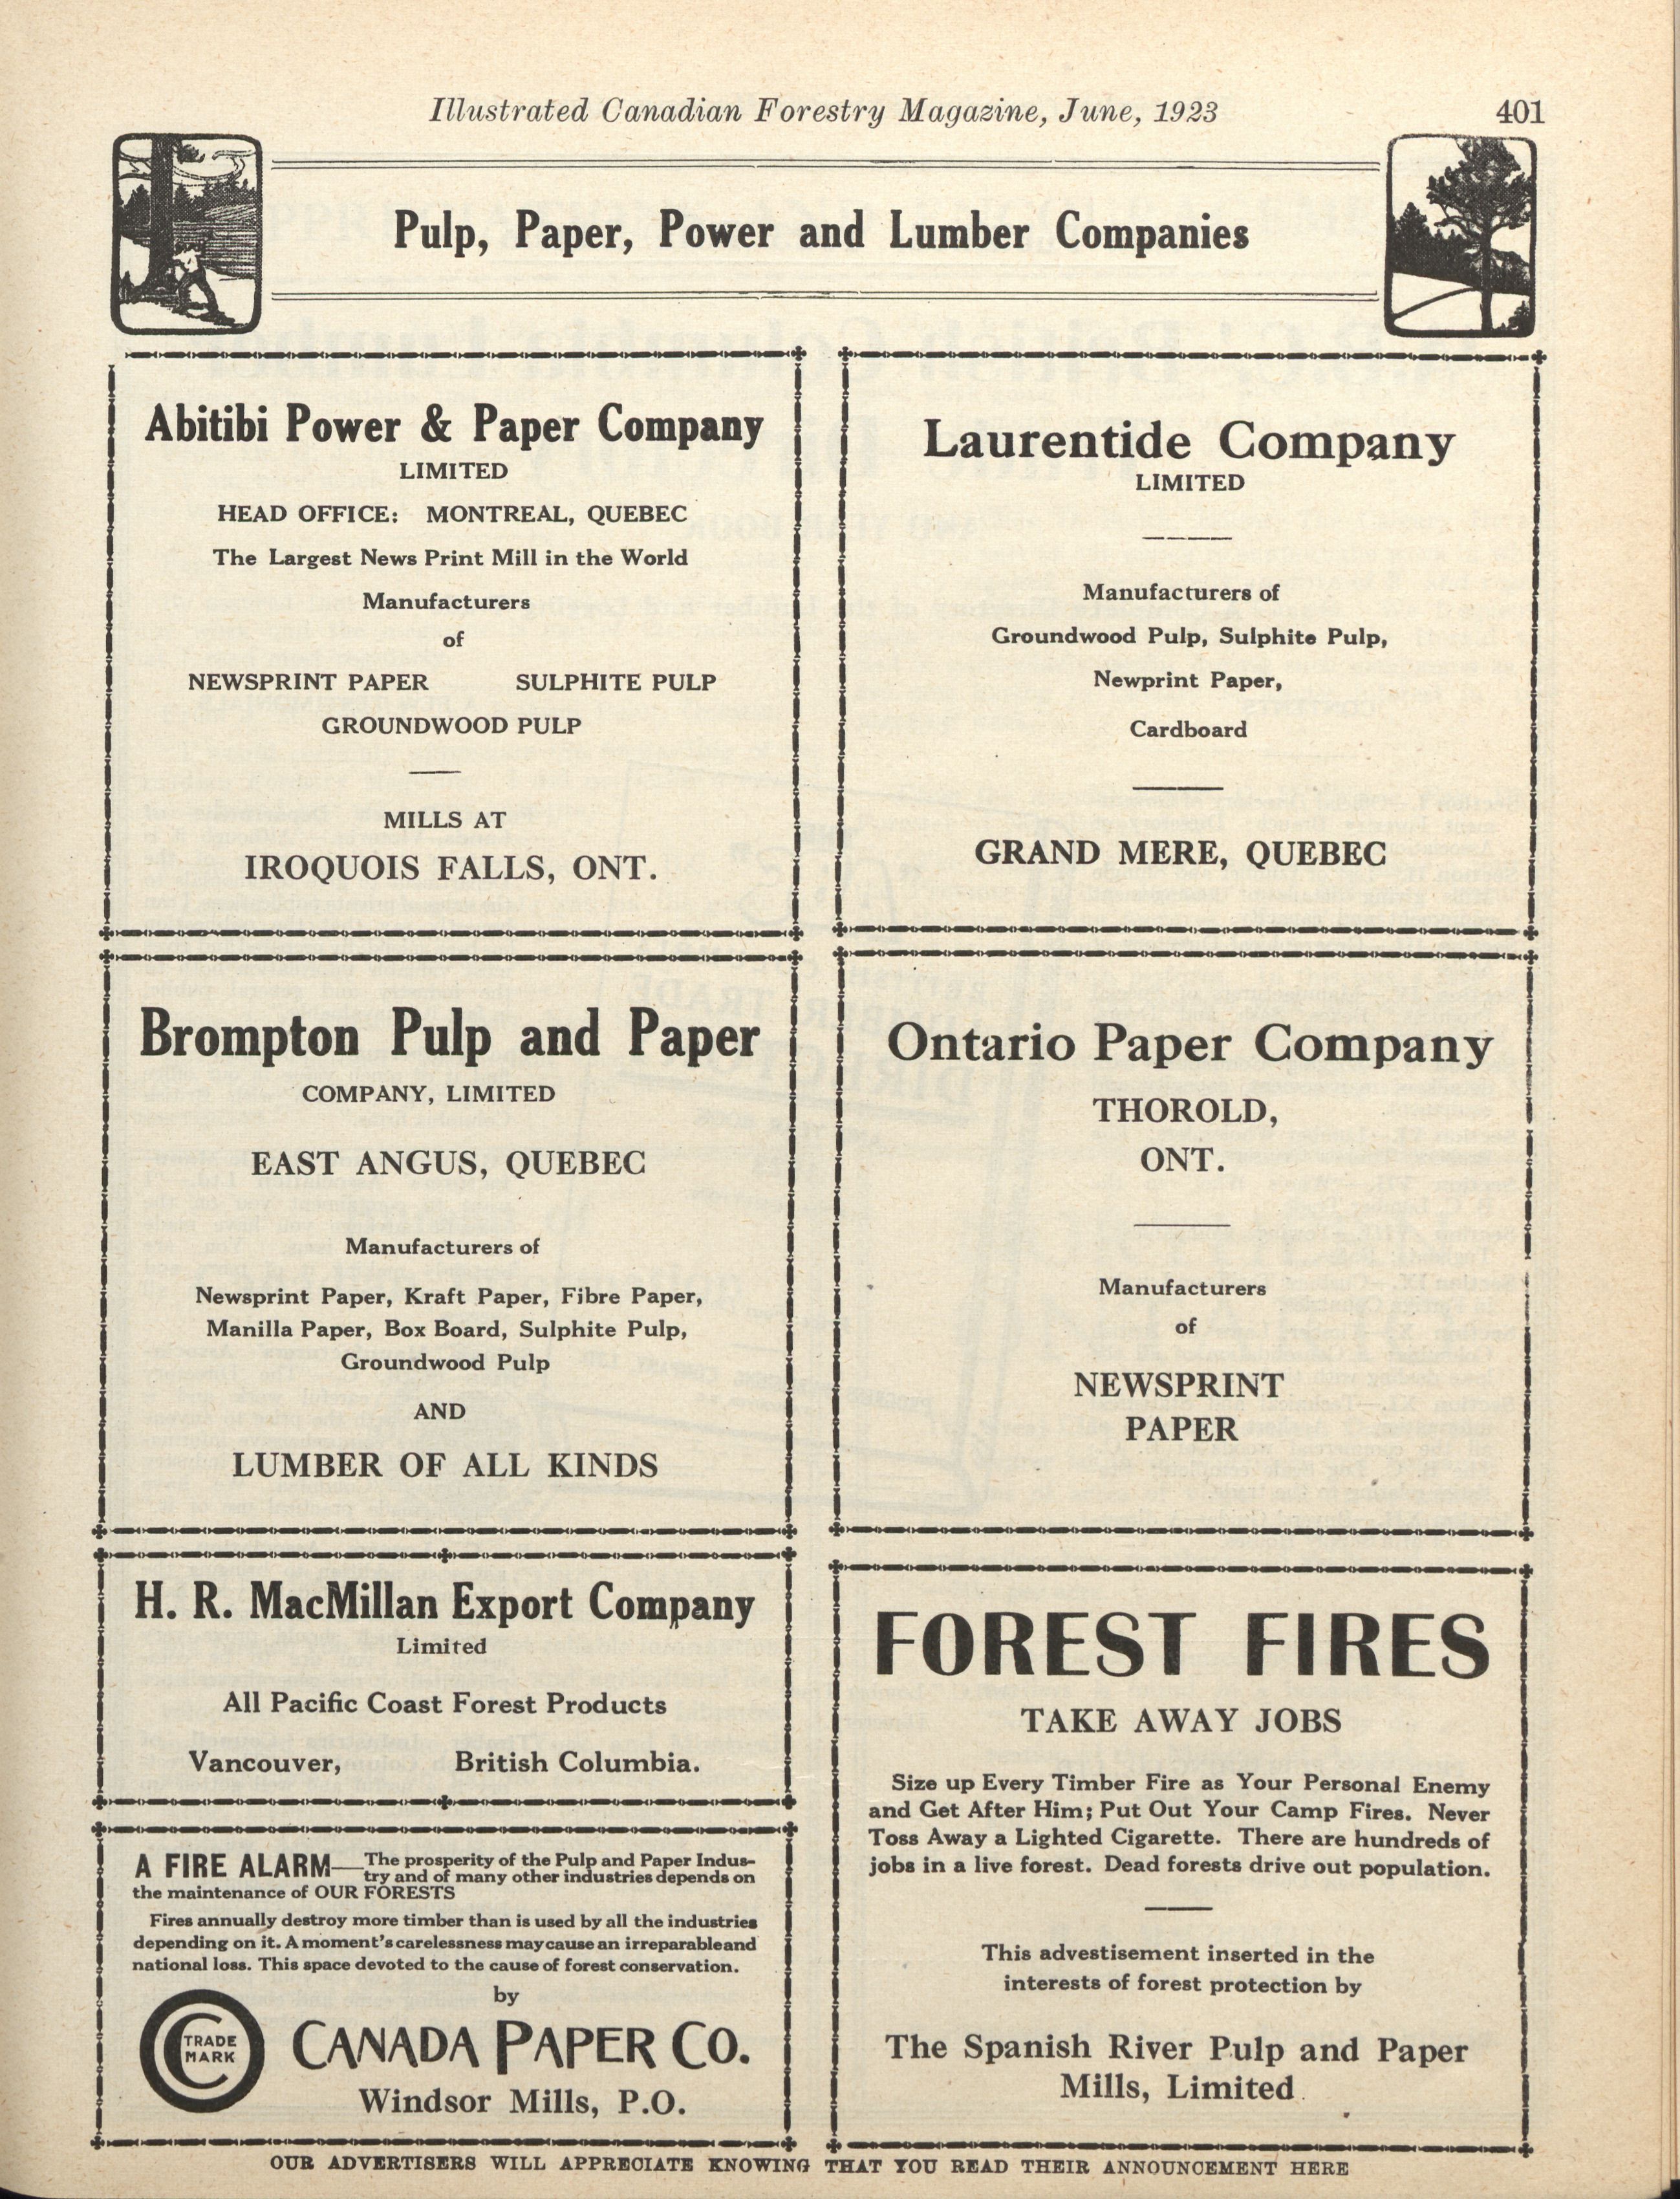 Illustrated Canadian Forestry Magazine, June, 1923
401
Pulp, Paper, Power and Lumber Companies
Abitibi Power & Paper Company
LIMITED
HEAD OFFICE: MONTREAL, QUEBEC
The Largest News Print Mill in the World
Manufacturers
of
NEWSPRINT PAPER SULPHITE PULP
GROUNDWOOD PULP
MILLS AT
IROQUOIS FALLS, ONT.
Laurentide Company
LIMITED
Manufacturers of
Groundwood Pulp, Sulphite Pulp,
Newprint Paper,
Cardboard
GRAND MERE, QUEBEC
Brompton Pulp and Paper
COMPANY, LIMITED
EAST ANGUS, QUEBEC
Manufacturers of
Newsprint Paper, Kraft Paper, Fibre Paper,
Manilla Paper, Box Board, Sulphite Pulp,
Groundwood Pulp
AND
LUMBER OF ALL KINDS
Ontario Paper Company
THOROLD,
ONT.
Manufacturers
of
NEWSPRINT
PAPER
H. R. MacMillan Export Company
Limited
All Pacific Coast Forest Products
Vancouver, British Columbia.
A FIRE ALARM—The prosperity of the Pulp and Paper Indus-
try and of many other industries depends on
the maintenance of OUR FORESTS
Fires annually destroy more timber than is used by all the industries
depending on it. A moment's carelessness may cause an irreparable and
national loss. This space devoted to the cause of forest conservation.
by
TRADE
MARK
CANADA PAPER CO.
Windsor Mills, P.O.
FOREST FIRES
TAKE AWAY JOBS
Size up Every Timber Fire as Your Personal Enemy
and Get After Him; Put Out Your Camp Fires. Never
Toss Away a Lighted Cigarette. There are hundreds of
jobs in a live forest. Dead forests drive out population.
This advestisement inserted in the
interests of forest protection by
The Spanish River Pulp and Paper
Mills, Limited
OUR ADVERTISERS WILL APPRECIATE KNOWING THAT YOU READ THEIR ANNOUNCEMENT HERE